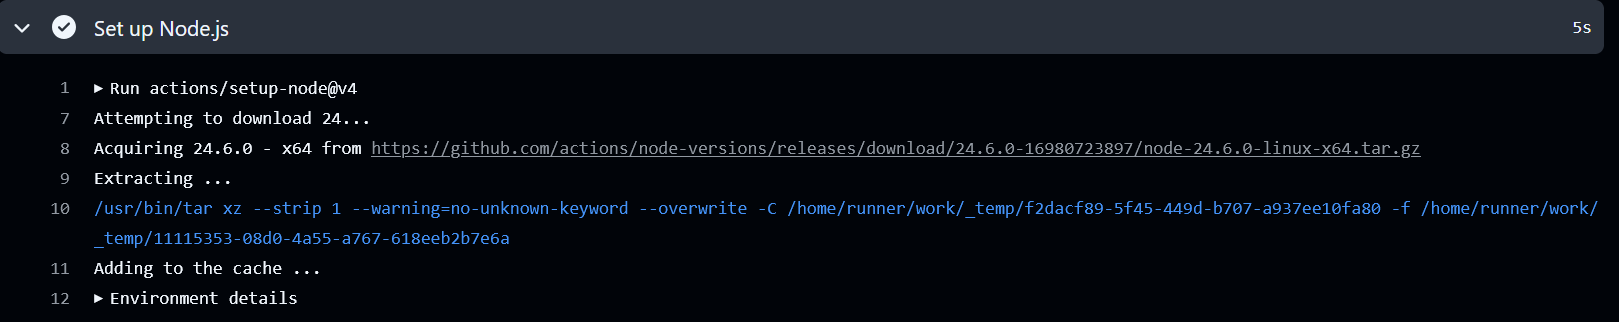 Set up Node.js 5s
1 ▶ Run actions/setup-node@v4
7 Attempting to download 24...
8 Acquiring 24.6.0 - x64 from https://github.com/actions/node-versions/releases/download/24.6.0-16980723897/node-24.6.0-linux-x64.tar.gz
9 Extracting ...
10 /usr/bin/tar xz --strip 1 --warning=no-unknown-keyword --overwrite -C /home/runner/work/_temp/f2dacf89-5f45-449d-b707-a937ee10fa80 -f /home/runner/work/
_temp/11115353-08d0-4a55-a767-618eeb2b7e6a
11 Adding to the cache ...
12 ▶ Environment details